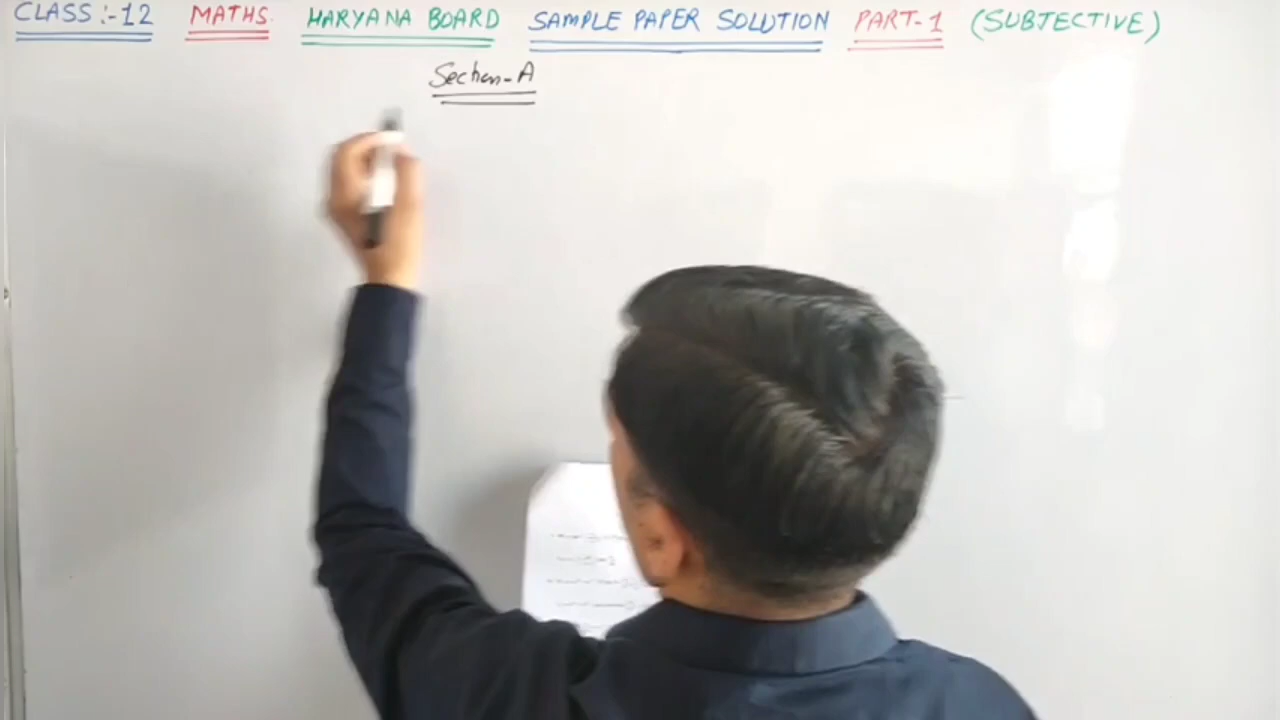 CLASS :- 12 MATHS. HARYANA BOARD SAMPLE PAPER SOLUTION PART-1 (SUBJECTIVE)
Section-A